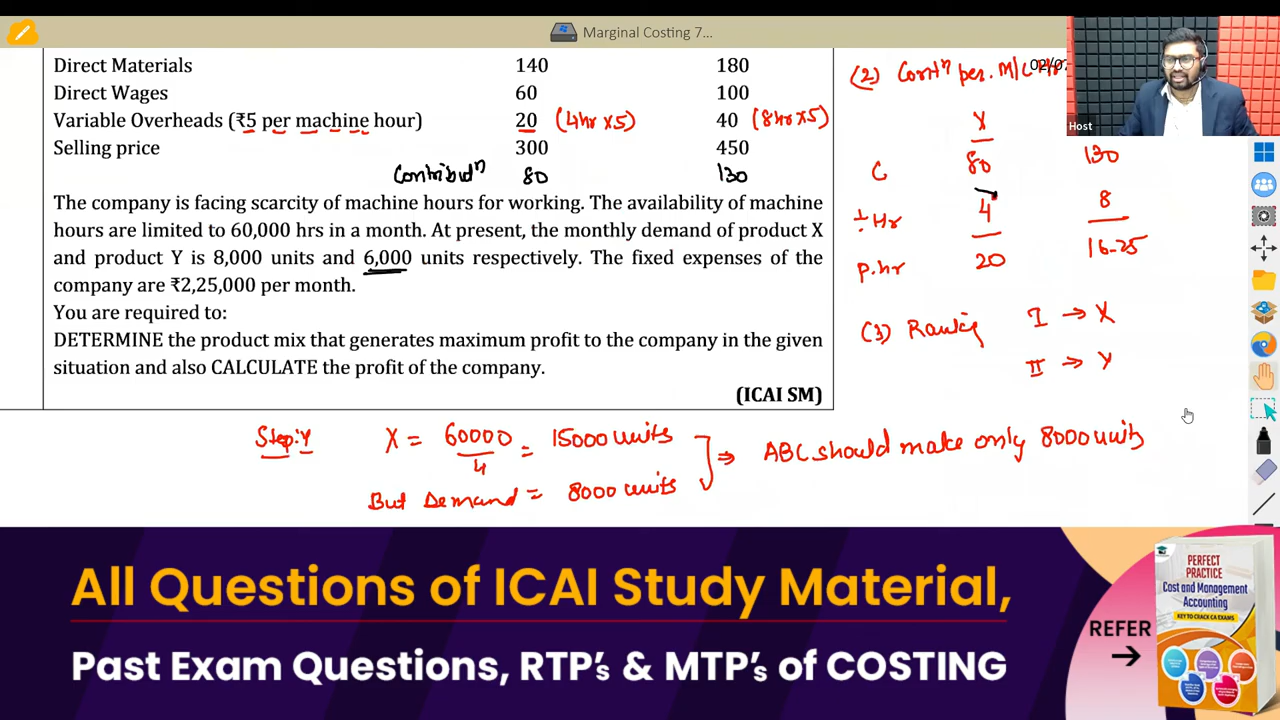 Marginal Costing 7...
Direct Materials 140 180
Direct Wages 60 100
Variable Overheads (₹5 per machine hour) 20 (4hr x5) 40 (8hr x5)
Selling price 300 450
Contributⁿ 80 130
The company is facing scarcity of machine hours for working. The availability of machine
hours are limited to 60,000 hrs in a month. At present, the monthly demand of product X
and product Y is 8,000 units and 6,000 units respectively. The fixed expenses of the
company are ₹2,25,000 per month.
You are required to:
DETERMINE the product mix that generates maximum profit to the company in the given
situation and also CALCULATE the profit of the company.
(ICAI SM)
(2) Contⁿ per. M/C Hr
02/0
Host
X
C 80 130
÷ Hr 4 8
p.hr 20 16.25
(3) Ranking I → X
II → Y
Step:4 X = 60000/4 = 15000 units
But Demand = 8000 units
⇒ ABC should make only 8000 units
All Questions of ICAI Study Material,
Past Exam Questions, RTP's & MTP's of COSTING
REFER
→
PERFECT
PRACTICE
Cost and Management
Accounting
KEY TO CRACK CA EXAMS